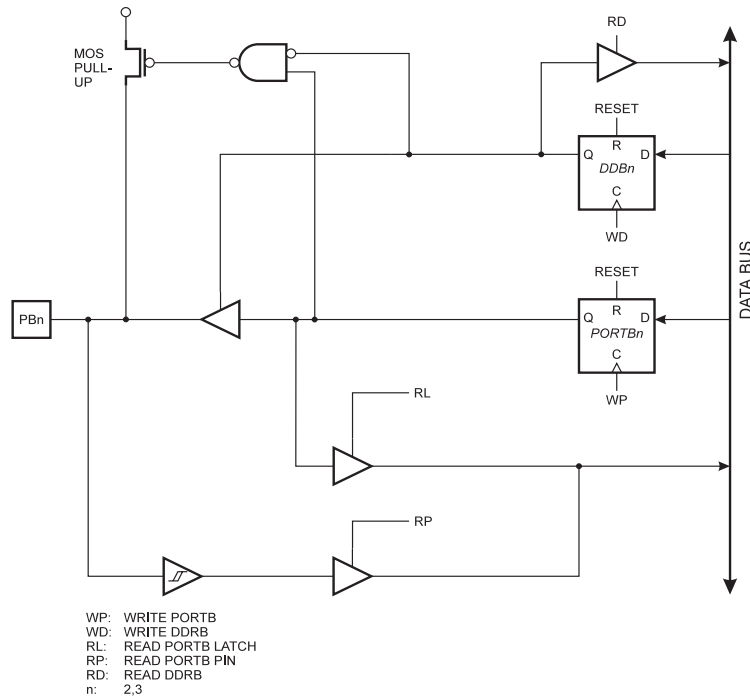 RD
MOS
PULL-
UP
RESET
R
Q
D
DDBn
C
WD
DATA BUS
RESET
PBn
R
Q
D
PORTBn
C
WP
RL
RP
WP: WRITE PORTB
WD: WRITE DDRB
RL: READ PORTB LATCH
RP: READ PORTB PIN
RD: READ DDRB
n: 2,3